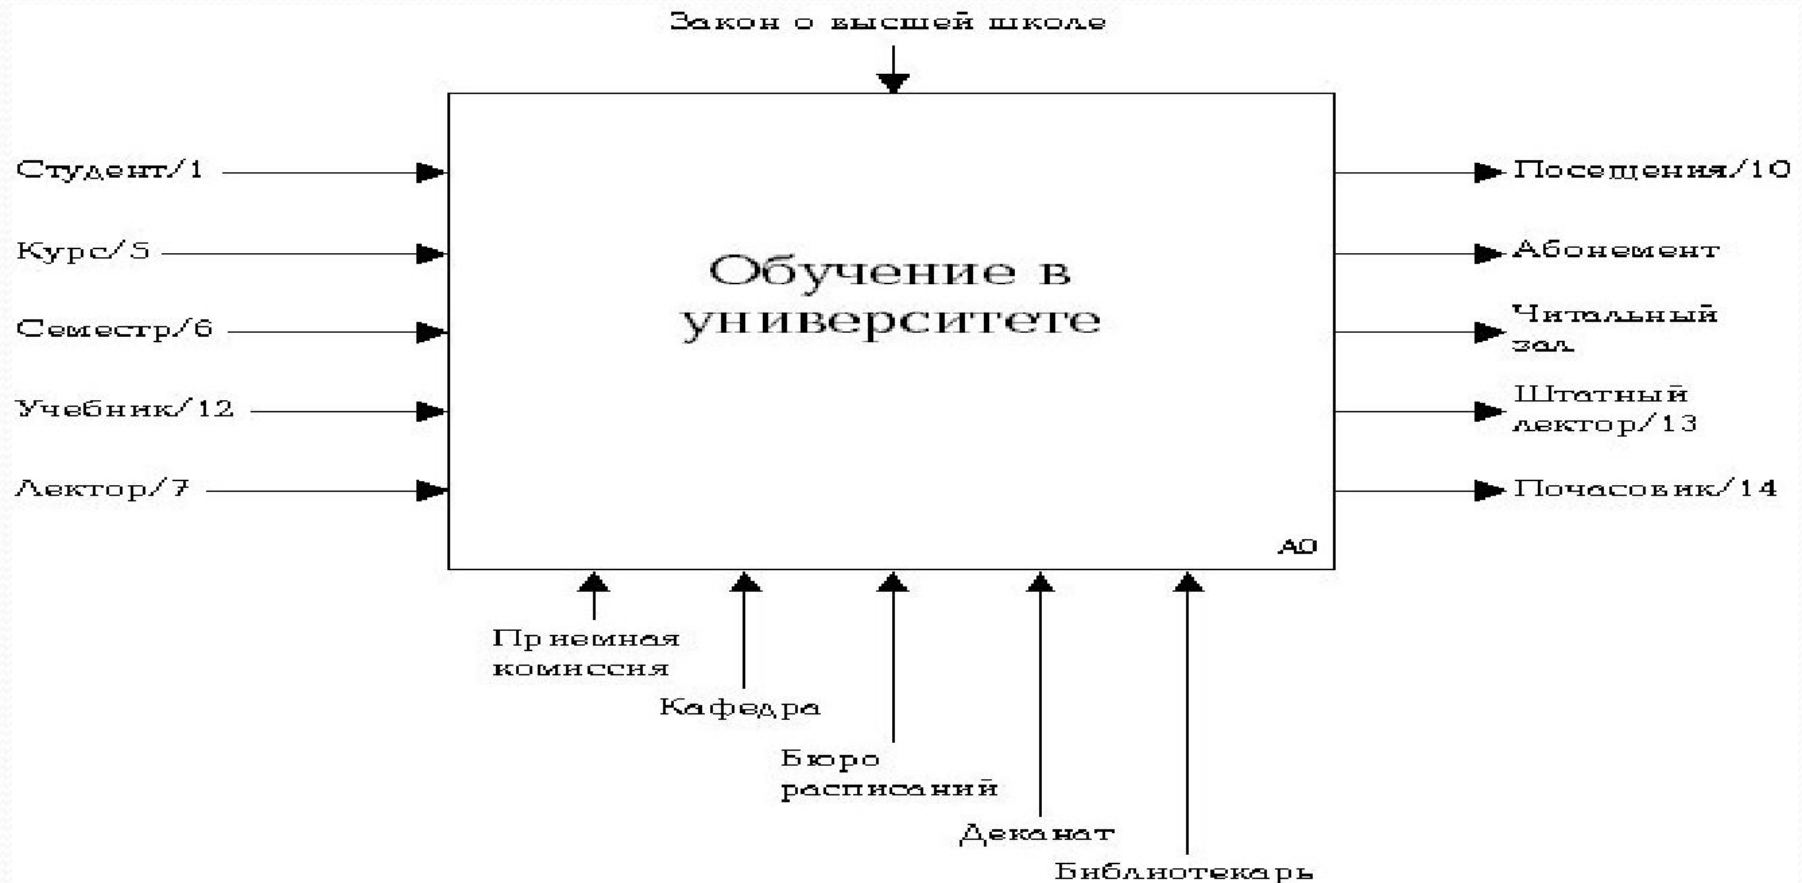 Закон о высшей школе
Студент/1
Курс/5
Семестр/6
Учебник/12
Лектор/7
Обучение в
университете
A0
Посещения/10
Абонемент
Читальный
зал
Штатный
лектор/13
Почасовик/14
Приемная
комиссия
Кафедра
Бюро
расписаний
Деканат
Библиотекарь